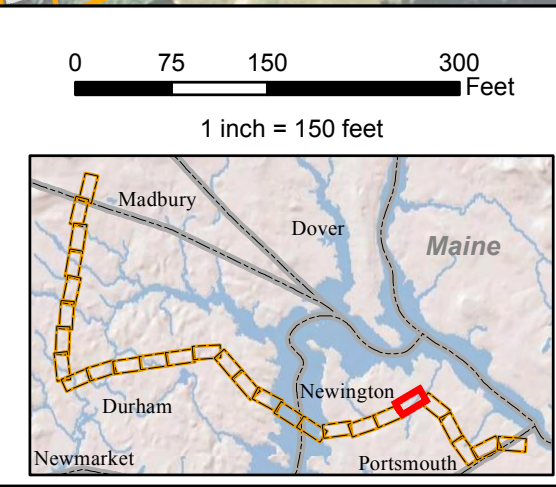 0 75 150 300
Feet
1 inch = 150 feet
Madbury
Dover
Maine
Newington
Durham
Newmarket
Portsmouth